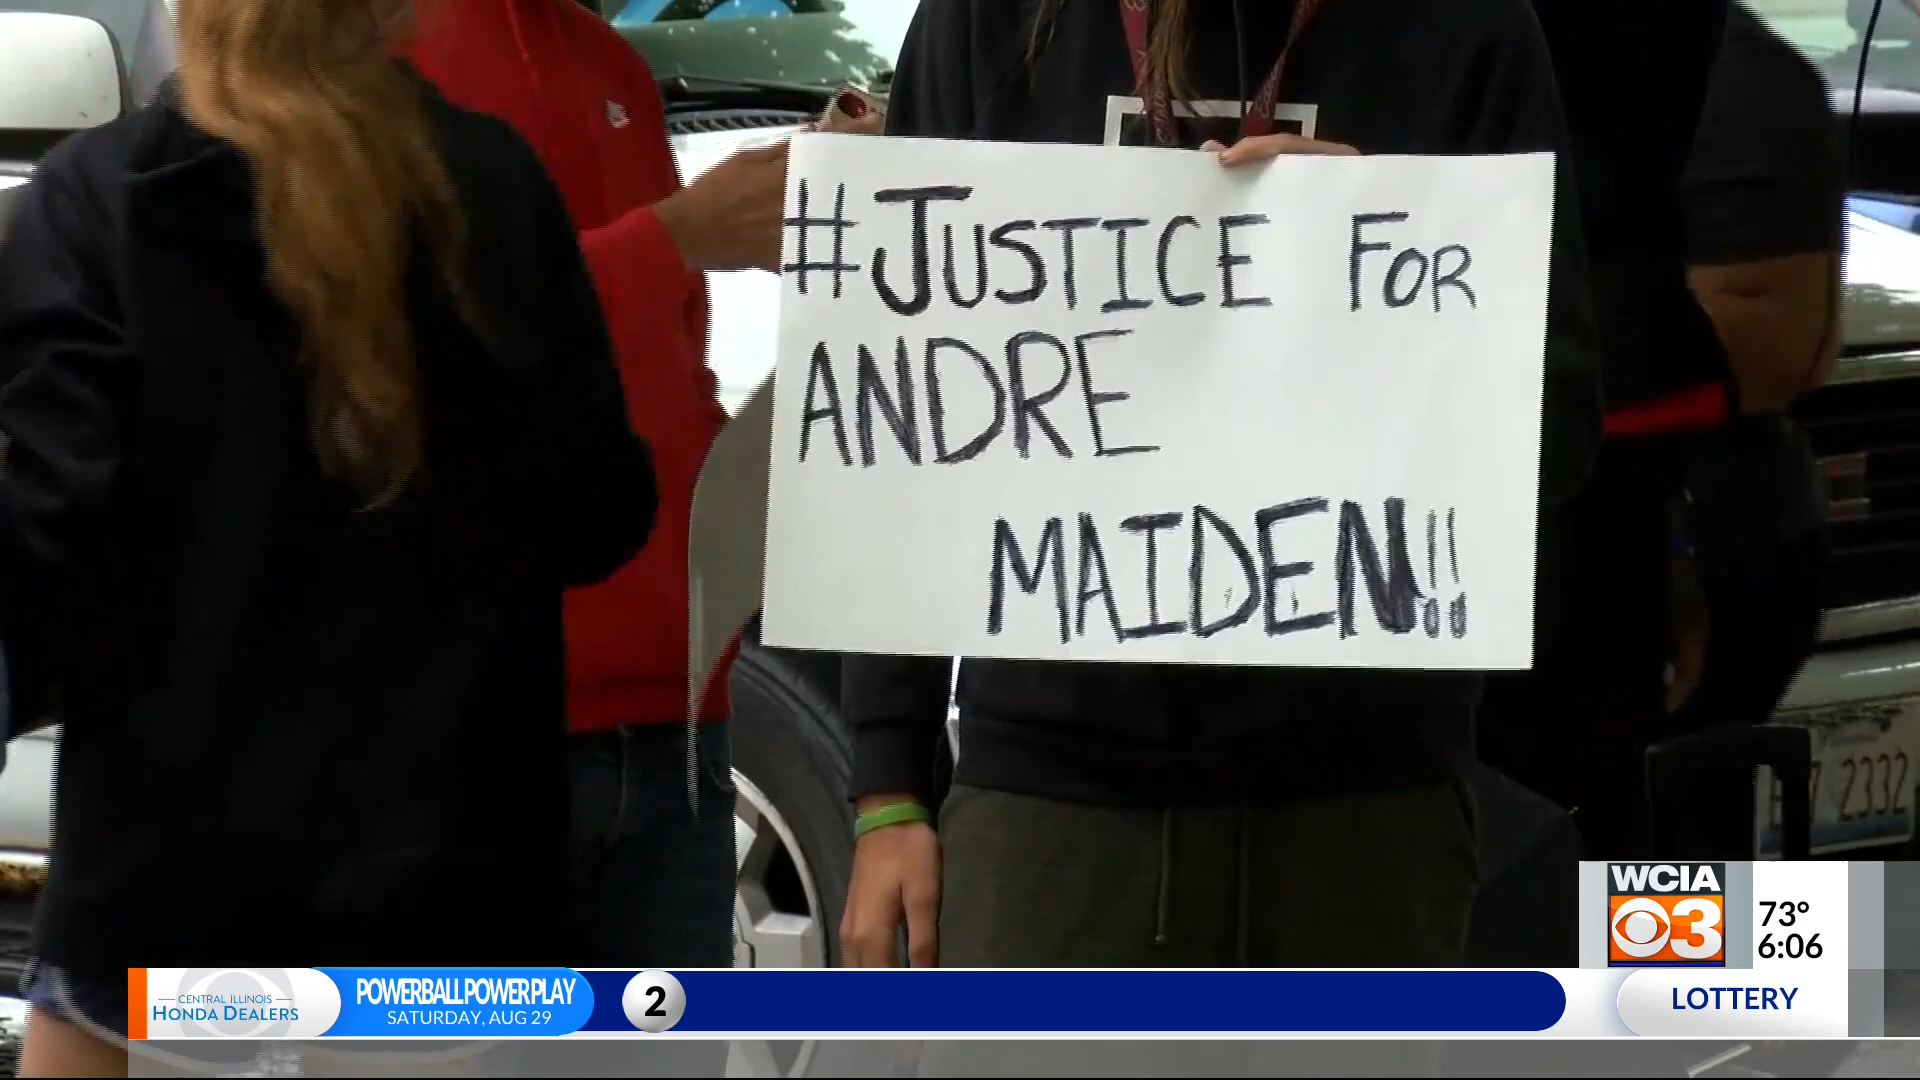 #JUSTICE FOR
ANDRE
MAIDEN!!
2332
WCIA
3
73°
6:06
CENTRAL ILLINOIS
HONDA DEALERS
POWERBALL POWER PLAY
SATURDAY, AUG 29
2
LOTTERY